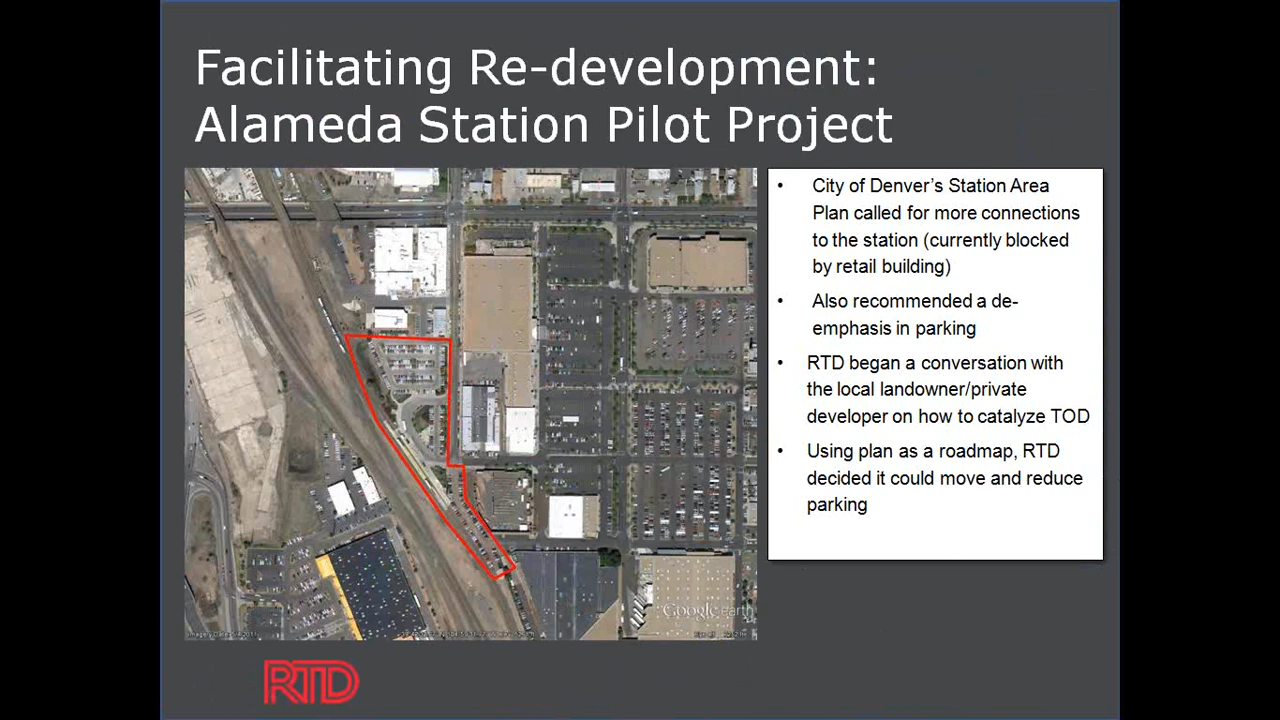 Facilitating Re-development:
Alameda Station Pilot Project
• City of Denver’s Station Area
Plan called for more connections
to the station (currently blocked
by retail building)
• Also recommended a de-
emphasis in parking
• RTD began a conversation with
the local landowner/private
developer on how to catalyze TOD
• Using plan as a roadmap, RTD
decided it could move and reduce
parking
Google earth
RTD